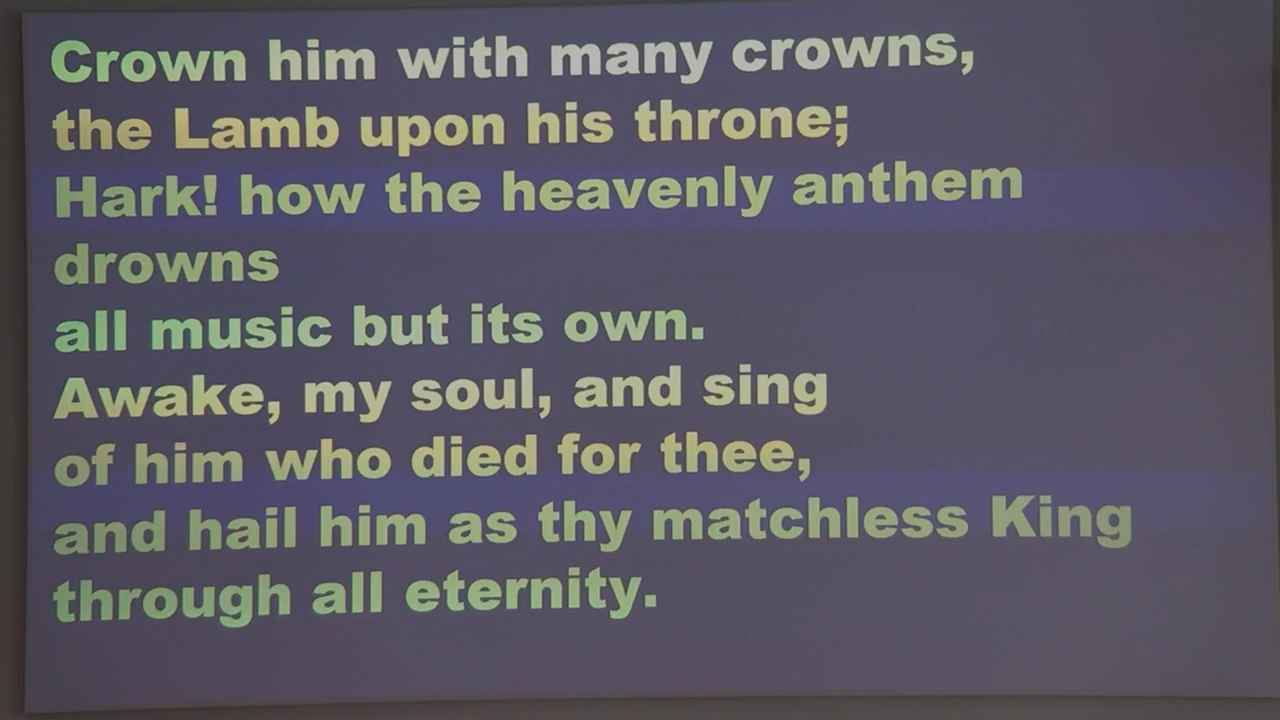 Crown him with many crowns,
the Lamb upon his throne;
Hark! how the heavenly anthem
drowns
all music but its own.
Awake, my soul, and sing
of him who died for thee,
and hail him as thy matchless King
through all eternity.